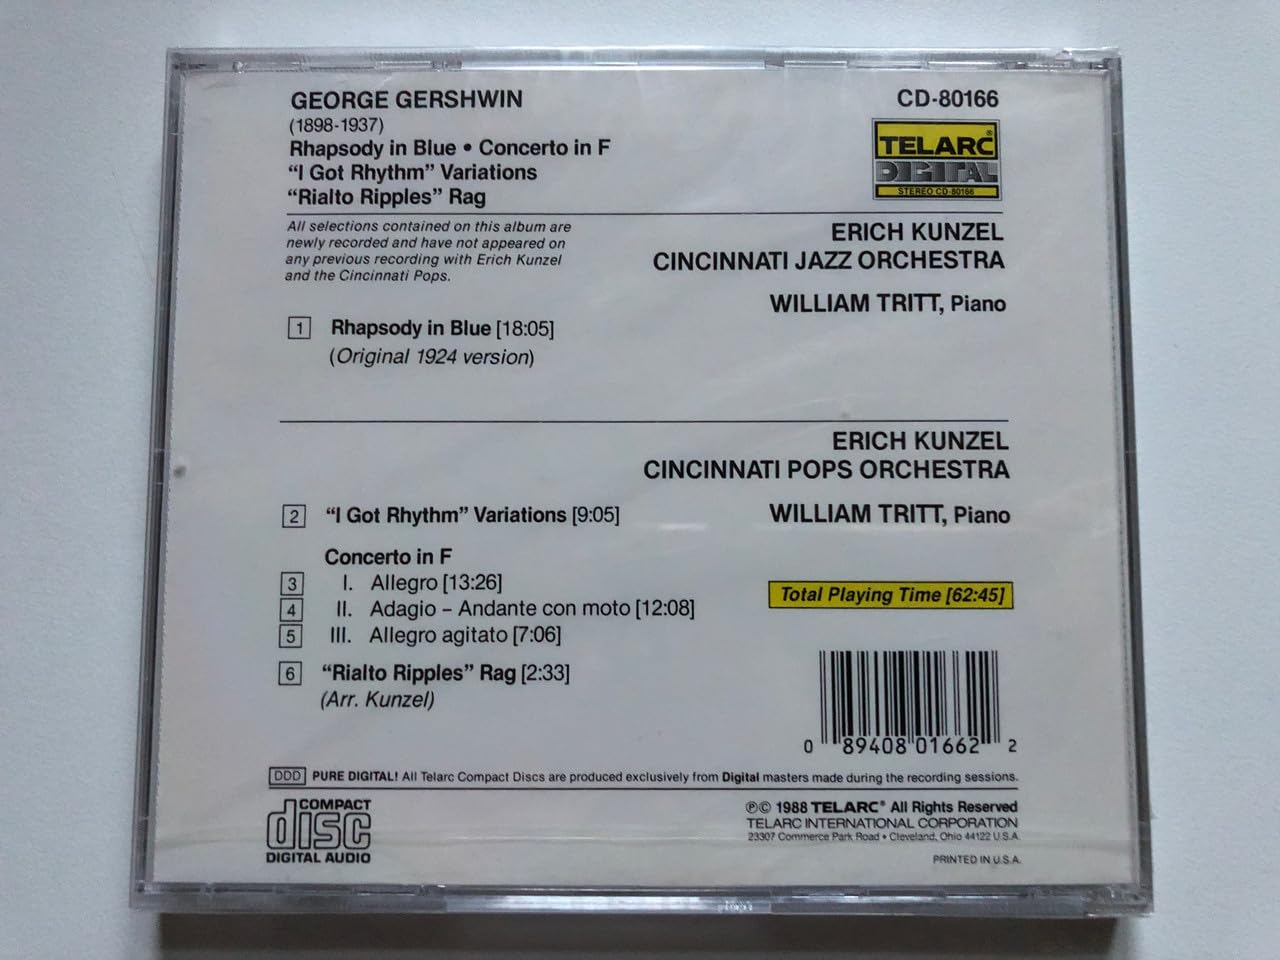 GEORGE GERSHWIN
(1898-1937)
Rhapsody in Blue • Concerto in F
“I Got Rhythm” Variations
“Rialto Ripples” Rag
CD-80166
TELARC®
DIGITAL
STEREO CD-80166
All selections contained on this album are
newly recorded and have not appeared on
any previous recording with Erich Kunzel
and the Cincinnati Pops.
ERICH KUNZEL
CINCINNATI JAZZ ORCHESTRA
WILLIAM TRITT, Piano
1 Rhapsody in Blue [18:05]
(Original 1924 version)
ERICH KUNZEL
CINCINNATI POPS ORCHESTRA
2 “I Got Rhythm” Variations [9:05] WILLIAM TRITT, Piano
Concerto in F
3 I. Allegro [13:26]
4 II. Adagio – Andante con moto [12:08]
5 III. Allegro agitato [7:06]
6 “Rialto Ripples” Rag [2:33]
(Arr. Kunzel)
Total Playing Time [62:45]
0 89408 01662 2
DDD PURE DIGITAL! All Telarc Compact Discs are produced exclusively from Digital masters made during the recording sessions.
COMPACT
disc
DIGITAL AUDIO
℗© 1988 TELARC® All Rights Reserved
TELARC INTERNATIONAL CORPORATION
23307 Commerce Park Road • Cleveland, Ohio 44122 U.S.A.
PRINTED IN U.S.A.